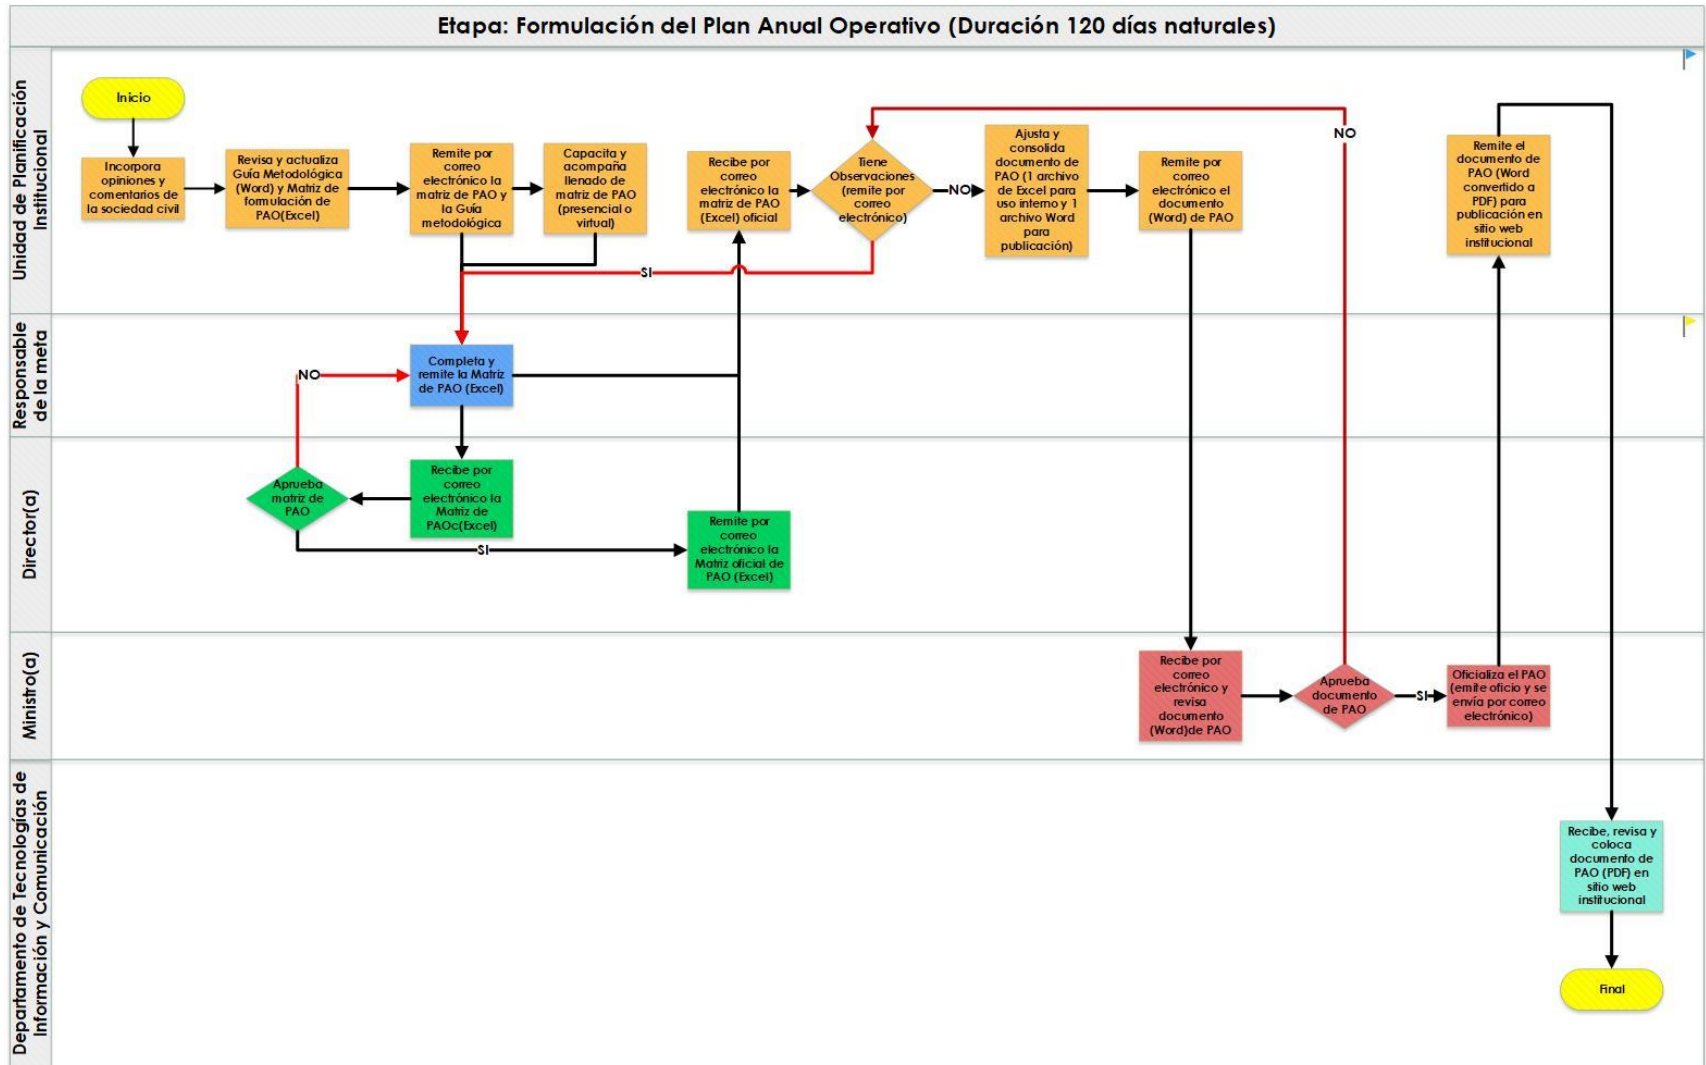 Etapa: Formulación del Plan Anual Operativo (Duración 120 días naturales)
Unidad de Planificación
Institucional
Inicio
Incorpora
opiniones y
comentarios de
la sociedad civil
Revisa y actualiza
Guía Metodológica
(Word) y Matriz de
formulación de
PAO(Excel)
Remite por
correo
electrónico la
matriz de PAO y
la Guía
metodológica
Capacita y
acompaña
llenado de
matriz de PAO
(presencial o
virtual)
Recibe por
correo
electrónico la
matriz de PAO
(Excel) oficial
Tiene
Observaciones
(remite por
correo
electrónico)
NO
Ajusta y
consolida
documento de
PAO (1 archivo
de Excel para
uso interno y 1
archivo Word
para
publicación)
Remite por
correo
electrónico el
documento
(Word) de PAO
NO
Remite el
documento de
PAO (Word
convertido a
PDF) para
publicación en
sitio web
institucional
SI
Responsable
de la meta
NO
Completa y
remite la Matriz
de PAO (Excel)
Director(a)
Aprueba
matriz de
PAO
Recibe por
correo
electrónico la
Matriz de
PAOc(Excel)
SI
Remite por
correo
electrónico la
Matriz oficial de
PAO (Excel)
Ministro(a)
Recibe por
correo
electrónico y
revisa
documento
(Word)de PAO
Aprueba
documento
de PAO
SI
Oficializa el PAO
(emite oficio y se
envía por correo
electrónico)
Departamento de Tecnologías de
Información y Comunicación
Recibe, revisa y
coloca
documento de
PAO (PDF) en
sitio web
institucional
Final